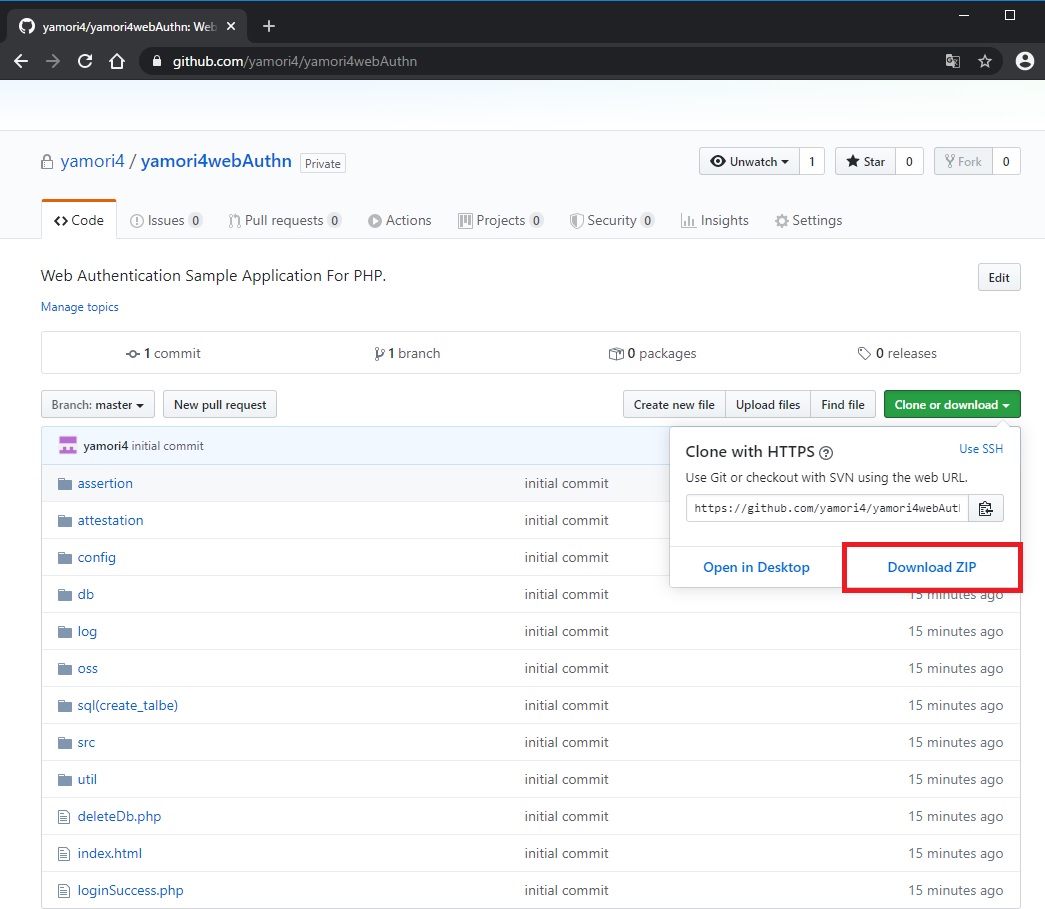 yamori4/yamori4webAuthn: Web
github.com/yamori4/yamori4webAuthn
yamori4 / yamori4webAuthn Private
Unwatch 1 Star 0 Fork 0
Code Issues 0 Pull requests 0 Actions Projects 0 Security 0 Insights Settings
Web Authentication Sample Application For PHP.
Edit
Manage topics
1 commit 1 branch 0 packages 0 releases
Branch: master New pull request Create new file Upload files Find file Clone or download
yamori4 initial commit
Clone with HTTPS Use SSH
Use Git or checkout with SVN using the web URL.
https://github.com/yamori4/yamori4webAut
Open in Desktop Download ZIP
assertion initial commit
attestation initial commit
config initial commit
db initial commit 15 minutes ago
log initial commit 15 minutes ago
oss initial commit 15 minutes ago
sql(create_talbe) initial commit 15 minutes ago
src initial commit 15 minutes ago
util initial commit 15 minutes ago
deleteDb.php initial commit 15 minutes ago
index.html initial commit 15 minutes ago
loginSuccess.php initial commit 15 minutes ago